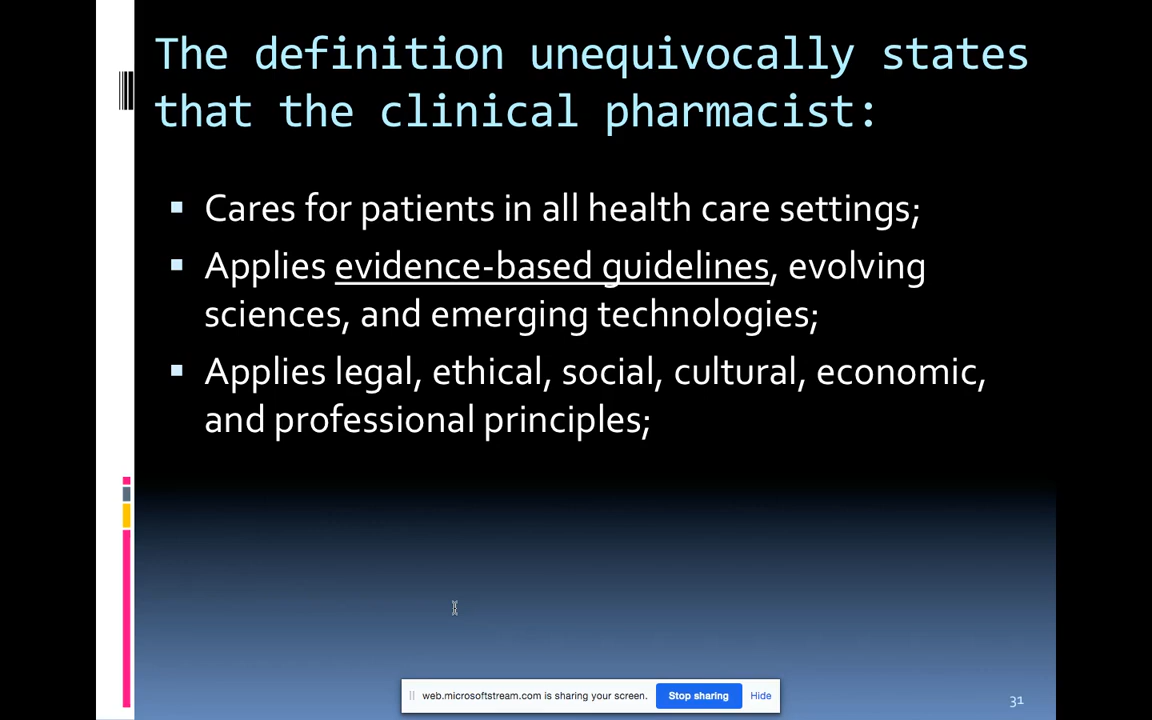 The definition unequivocally states
that the clinical pharmacist:
Cares for patients in all health care settings;
Applies evidence-based guidelines, evolving
sciences, and emerging technologies;
Applies legal, ethical, social, cultural, economic,
and professional principles;
web.microsoftstream.com is sharing your screen. Stop sharing Hide
31